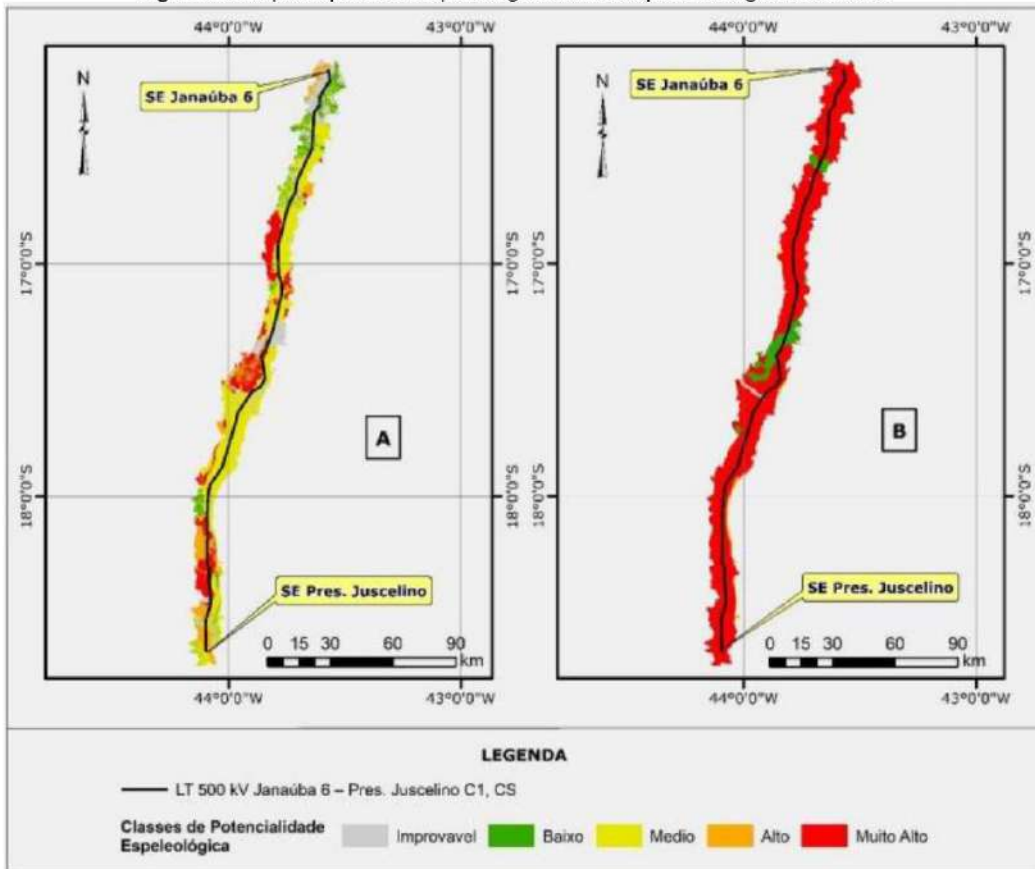 44°0'0"W 43°0'0"W 44°0'0"W 43°0'0"W
N
SE Janaúba 6
N
SE Janaúba 6
17°0'0"S 17°0'0"S 17°0'0"S 17°0'0"S
A
B
18°0'0"S 18°0'0"S 18°0'0"S 18°0'0"S
SE Pres. Juscelino
SE Pres. Juscelino
0 15 30 60 90
km
0 15 30 60 90
km
44°0'0"W 43°0'0"W 44°0'0"W 43°0'0"W
LEGENDA
LT 500 kV Janaúba 6 – Pres. Juscelino C1, CS
Classes de Potencialidade
Espeleológica
Improvavel Baixo Medio Alto Muito Alto